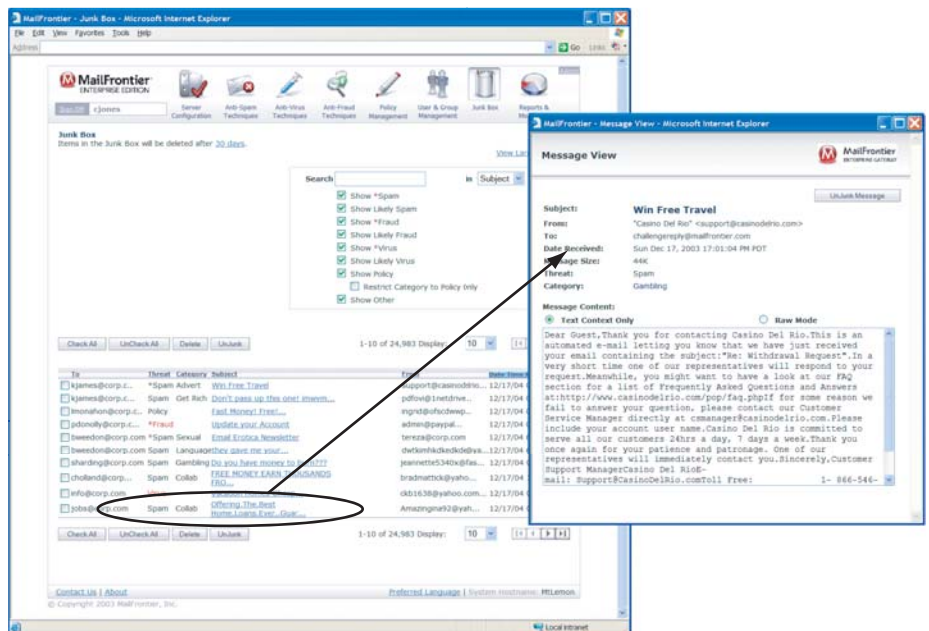 MailFrontier - Junk Box - Microsoft Internet Explorer
File Edit View Favorites Tools Help
Address
Go Links
MailFrontier
ENTERPRISE EDITION
Sign Off rjones
Server Configuration
Anti-Spam Techniques
Anti-Virus Techniques
Anti-Fraud Techniques
Policy Management
User & Group Management
Junk Box
Reports &
Junk Box
Items in the Junk Box will be deleted after 30 days.
Search in Subject
Show *Spam
Show Likely Spam
Show *Fraud
Show Likely Fraud
Show *Virus
Show Likely Virus
Show Policy
Restrict Category to Policy Only
Show Other
Check All UnCheck All Delete UnJunk 1-10 of 24,983 Display: 10
To Threat Category Subject
kjames@corp.c... *Spam Advert Win Free Travel support@casinodelrio... 12/17/04
kjames@corp.c... Spam Get Rich Don't pass up this one! imwym... pdfovi@1netdrive... 12/17/04
lmonahon@corp.c... Policy Fast Money! Free!... ingrid@ofscdwwp... 12/17/04
pdonolly@corp.c... *Fraud Update your Account admin@paypal... 12/17/04
bweedon@corp.com *Spam Sexual Email Erotica Newsletter tereza@corp.com 12/17/04
bweedon@corp.com Spam Language they gave me your... 12/17/04
sharding@corp.com Spam Gambling Do you have money to burn??? jeannette5340x@fas... 12/17/04
cholland@corp... Spam Collab FREE MONEY EARN THOUSANDS FRO... bradmattck@yaho... 12/17/04
info@corp.com ckb1638@yahoo.com... 12/17/04
jobs@corp.com Spam Collab Offering.The.Best Home.Loans.Ever..Guar... Amazingina92@yah... 12/17/04
Check All UnCheck All Delete UnJunk 1-10 of 24,983 Display: 10
Contact Us | About Preferred Language | System Hostname: MtLemon
© Copyright 2003 MailFrontier, Inc.
Local intranet
MailFrontier - Message View - Microsoft Internet Explorer
Message View
MailFrontier
ENTERPRISE GATEWAY
UnJunk Message
Subject: Win Free Travel
From: "Casino Del Rio" <support@casinodelrio.com>
To: challengereply@mailfrontier.com
Date Received: Sun Dec 17, 2003 17:01:04 PM PDT
Message Size: 44K
Threat: Spam
Category: Gambling
Message Content:
Text Context Only Raw Mode
Dear Guest,Thank you for contacting Casino Del Rio.This is an
automated e-mail letting you know that we have just received
your email containing the subject:"Re: Withdrawal Request".In a
very short time one of our representatives will respond to your
request.Meanwhile, you might want to have a look at our FAQ
section for a list of Frequently Asked Questions and Answers
at:http://www.casinodelrio.com/pop/faq.phpIf for some reason we
fail to answer your question, please contact our Customer
Service Manager directly at csmanager@casinodelrio.com.Please
include your account user name.Casino Del Rio is committed to
serve all our customers 24hrs a day, 7 days a week.Thank you
once again for your patience and patronage. One of our
representatives will immediately contact you.Sincerely,Customer
Support ManagerCasino Del RioE-
mail: Support@CasinoDelRio.comToll Free: 1- 866-546-